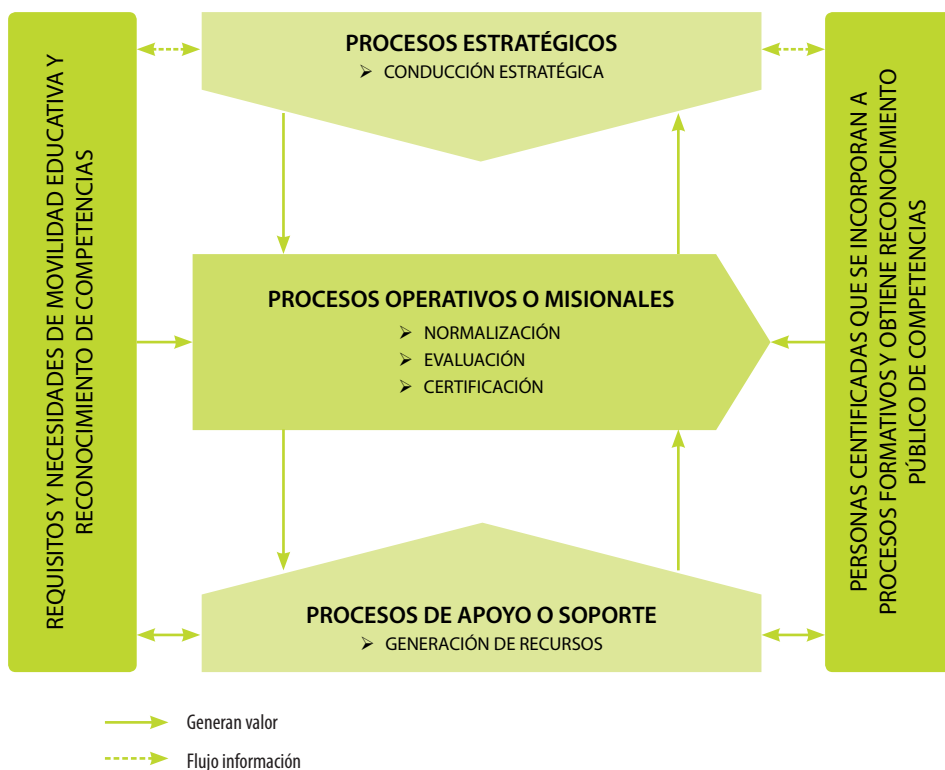 REQUISITOS Y NECESIDADES DE MOVILIDAD EDUCATIVA Y
RECONOCIMIENTO DE COMPETENCIAS
PROCESOS ESTRATÉGICOS
➢ CONDUCCIÓN ESTRATÉGICA
PROCESOS OPERATIVOS O MISIONALES
➢ NORMALIZACIÓN
➢ EVALUACIÓN
➢ CERTIFICACIÓN
PROCESOS DE APOYO O SOPORTE
➢ GENERACIÓN DE RECURSOS
PERSONAS CENTIFICADAS QUE SE INCORPORAN A
PROCESOS FORMATIVOS Y OBTIENE RECONOCIMIENTO
PÚBLICO DE COMPETENCIAS
Generan valor
Flujo información